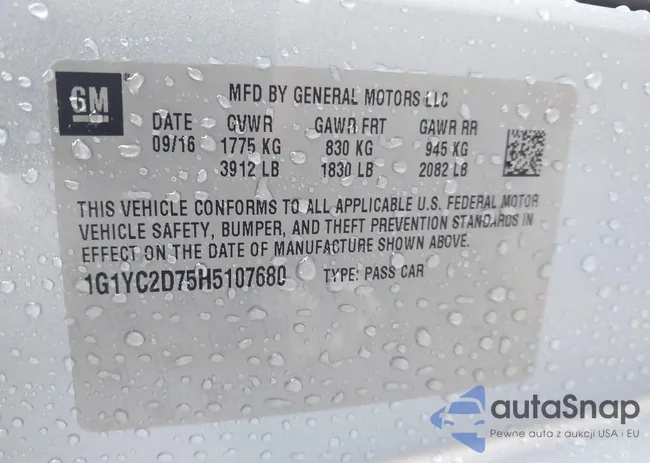 GM
MFD BY GENERAL MOTORS LLC
DATE GVWR GAWR FRT GAWR RR
09/16 1775 KG 830 KG 945 KG
3912 LB 1830 LB 2082 LB
THIS VEHICLE CONFORMS TO ALL APPLICABLE U.S. FEDERAL MOTOR
VEHICLE SAFETY, BUMPER, AND THEFT PREVENTION STANDARDS IN
EFFECT ON THE DATE OF MANUFACTURE SHOWN ABOVE.
1G1YC2D75H5107680 TYPE: PASS CAR
autaSnap
Pewne auta z aukcji USA i EU